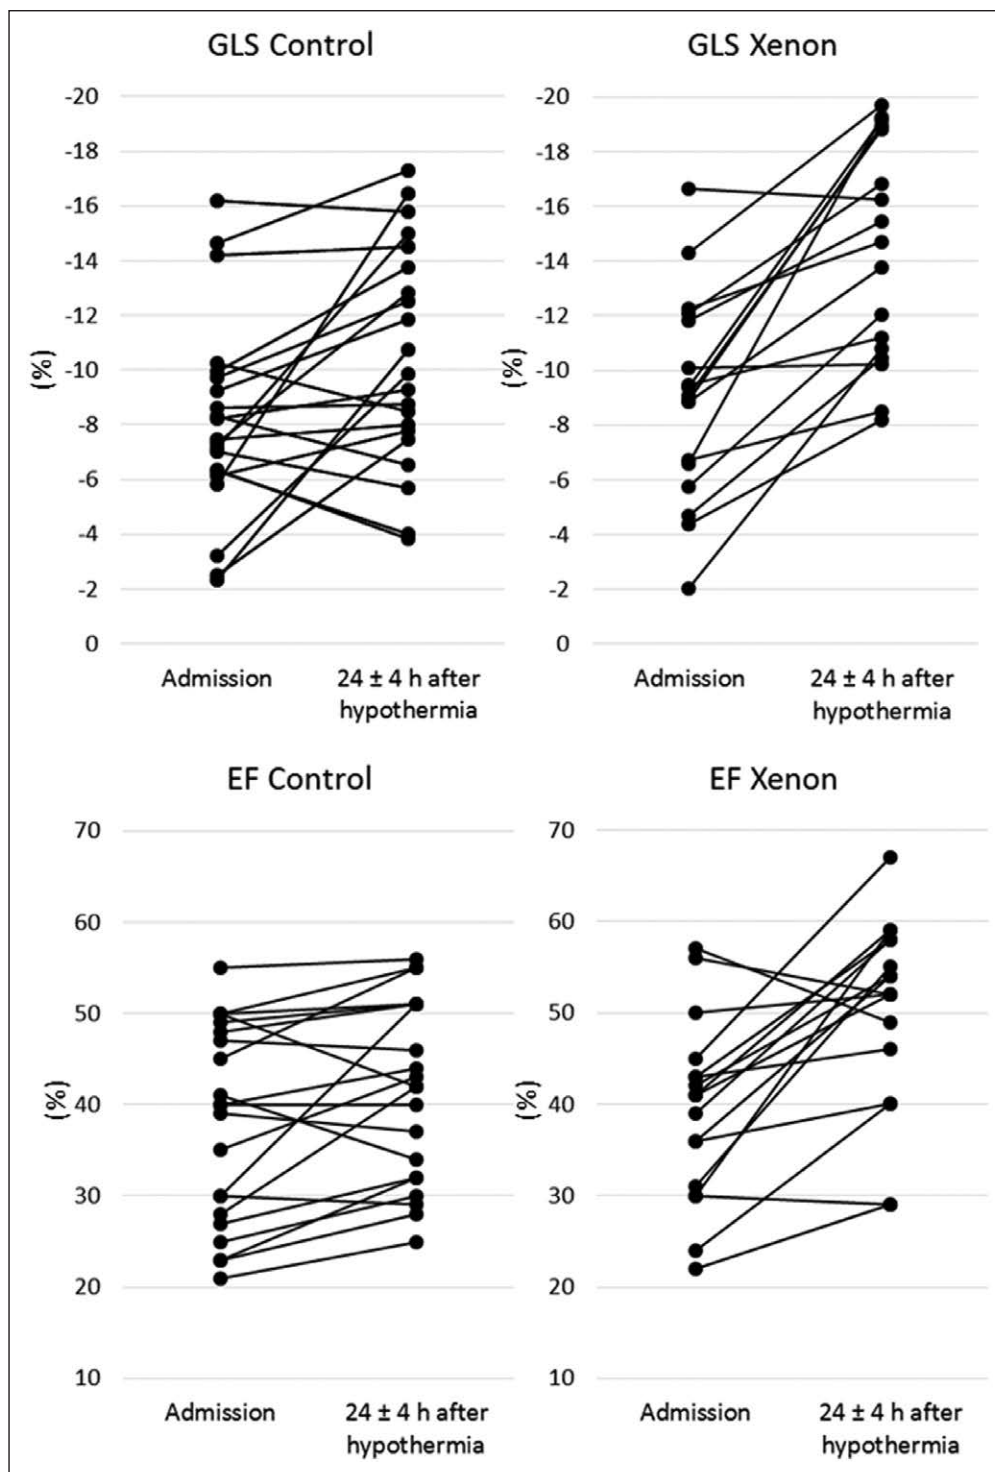 GLS Control
GLS Xenon
-20
-18
-16
-14
-12
-10
-8
-6
-4
-2
0
(%)
Admission
24 ± 4 h after
hypothermia
-20
-18
-16
-14
-12
-10
-8
-6
-4
-2
0
(%)
Admission
24 ± 4 h after
hypothermia
EF Control
EF Xenon
70
60
50
40
30
20
10
(%)
Admission
24 ± 4 h after
hypothermia
70
60
50
40
30
20
10
(%)
Admission
24 ± 4 h after
hypothermia